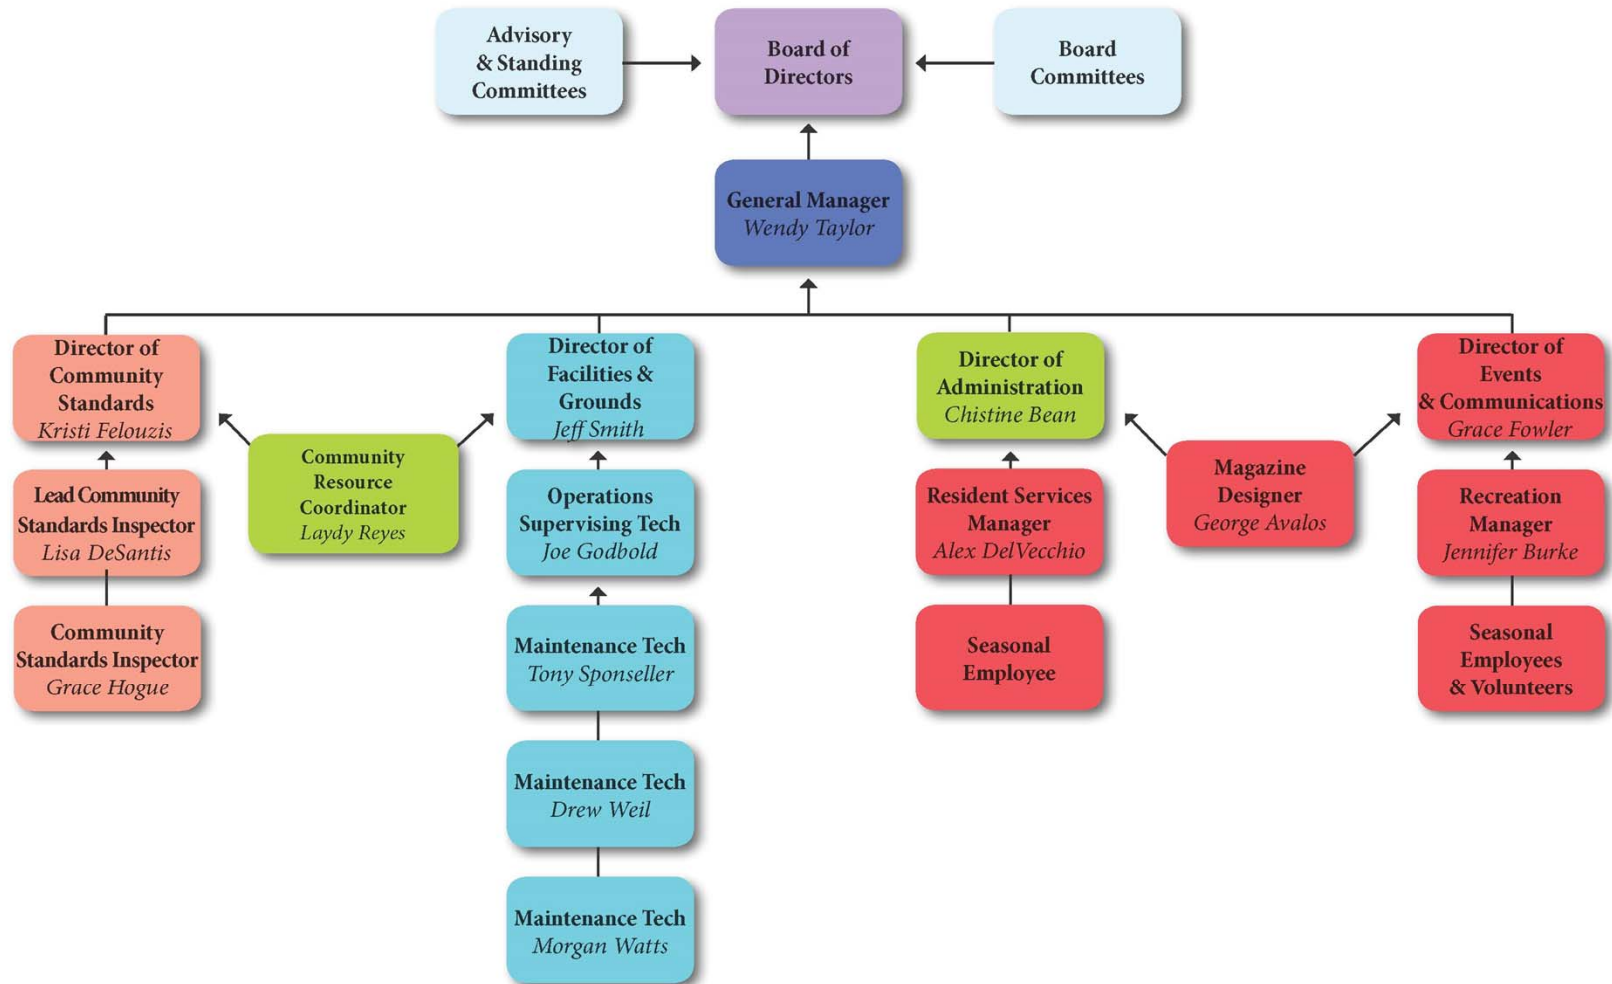 Advisory
& Standing
Committees
Board of
Directors
Board
Committees
General Manager
Wendy Taylor
Director of
Community
Standards
Kristi Felouzis
Director of
Facilities &
Grounds
Jeff Smith
Director of
Administration
Chistine Bean
Director of
Events
& Communications
Grace Fowler
Community
Resource
Coordinator
Laydy Reyes
Magazine
Designer
George Avalos
Lead Community
Standards Inspector
Lisa DeSantis
Operations
Supervising Tech
Joe Godbold
Resident Services
Manager
Alex DelVecchio
Recreation
Manager
Jennifer Burke
Community
Standards Inspector
Grace Hogue
Maintenance Tech
Tony Sponseller
Seasonal
Employee
Seasonal
Employees
& Volunteers
Maintenance Tech
Drew Weil
Maintenance Tech
Morgan Watts